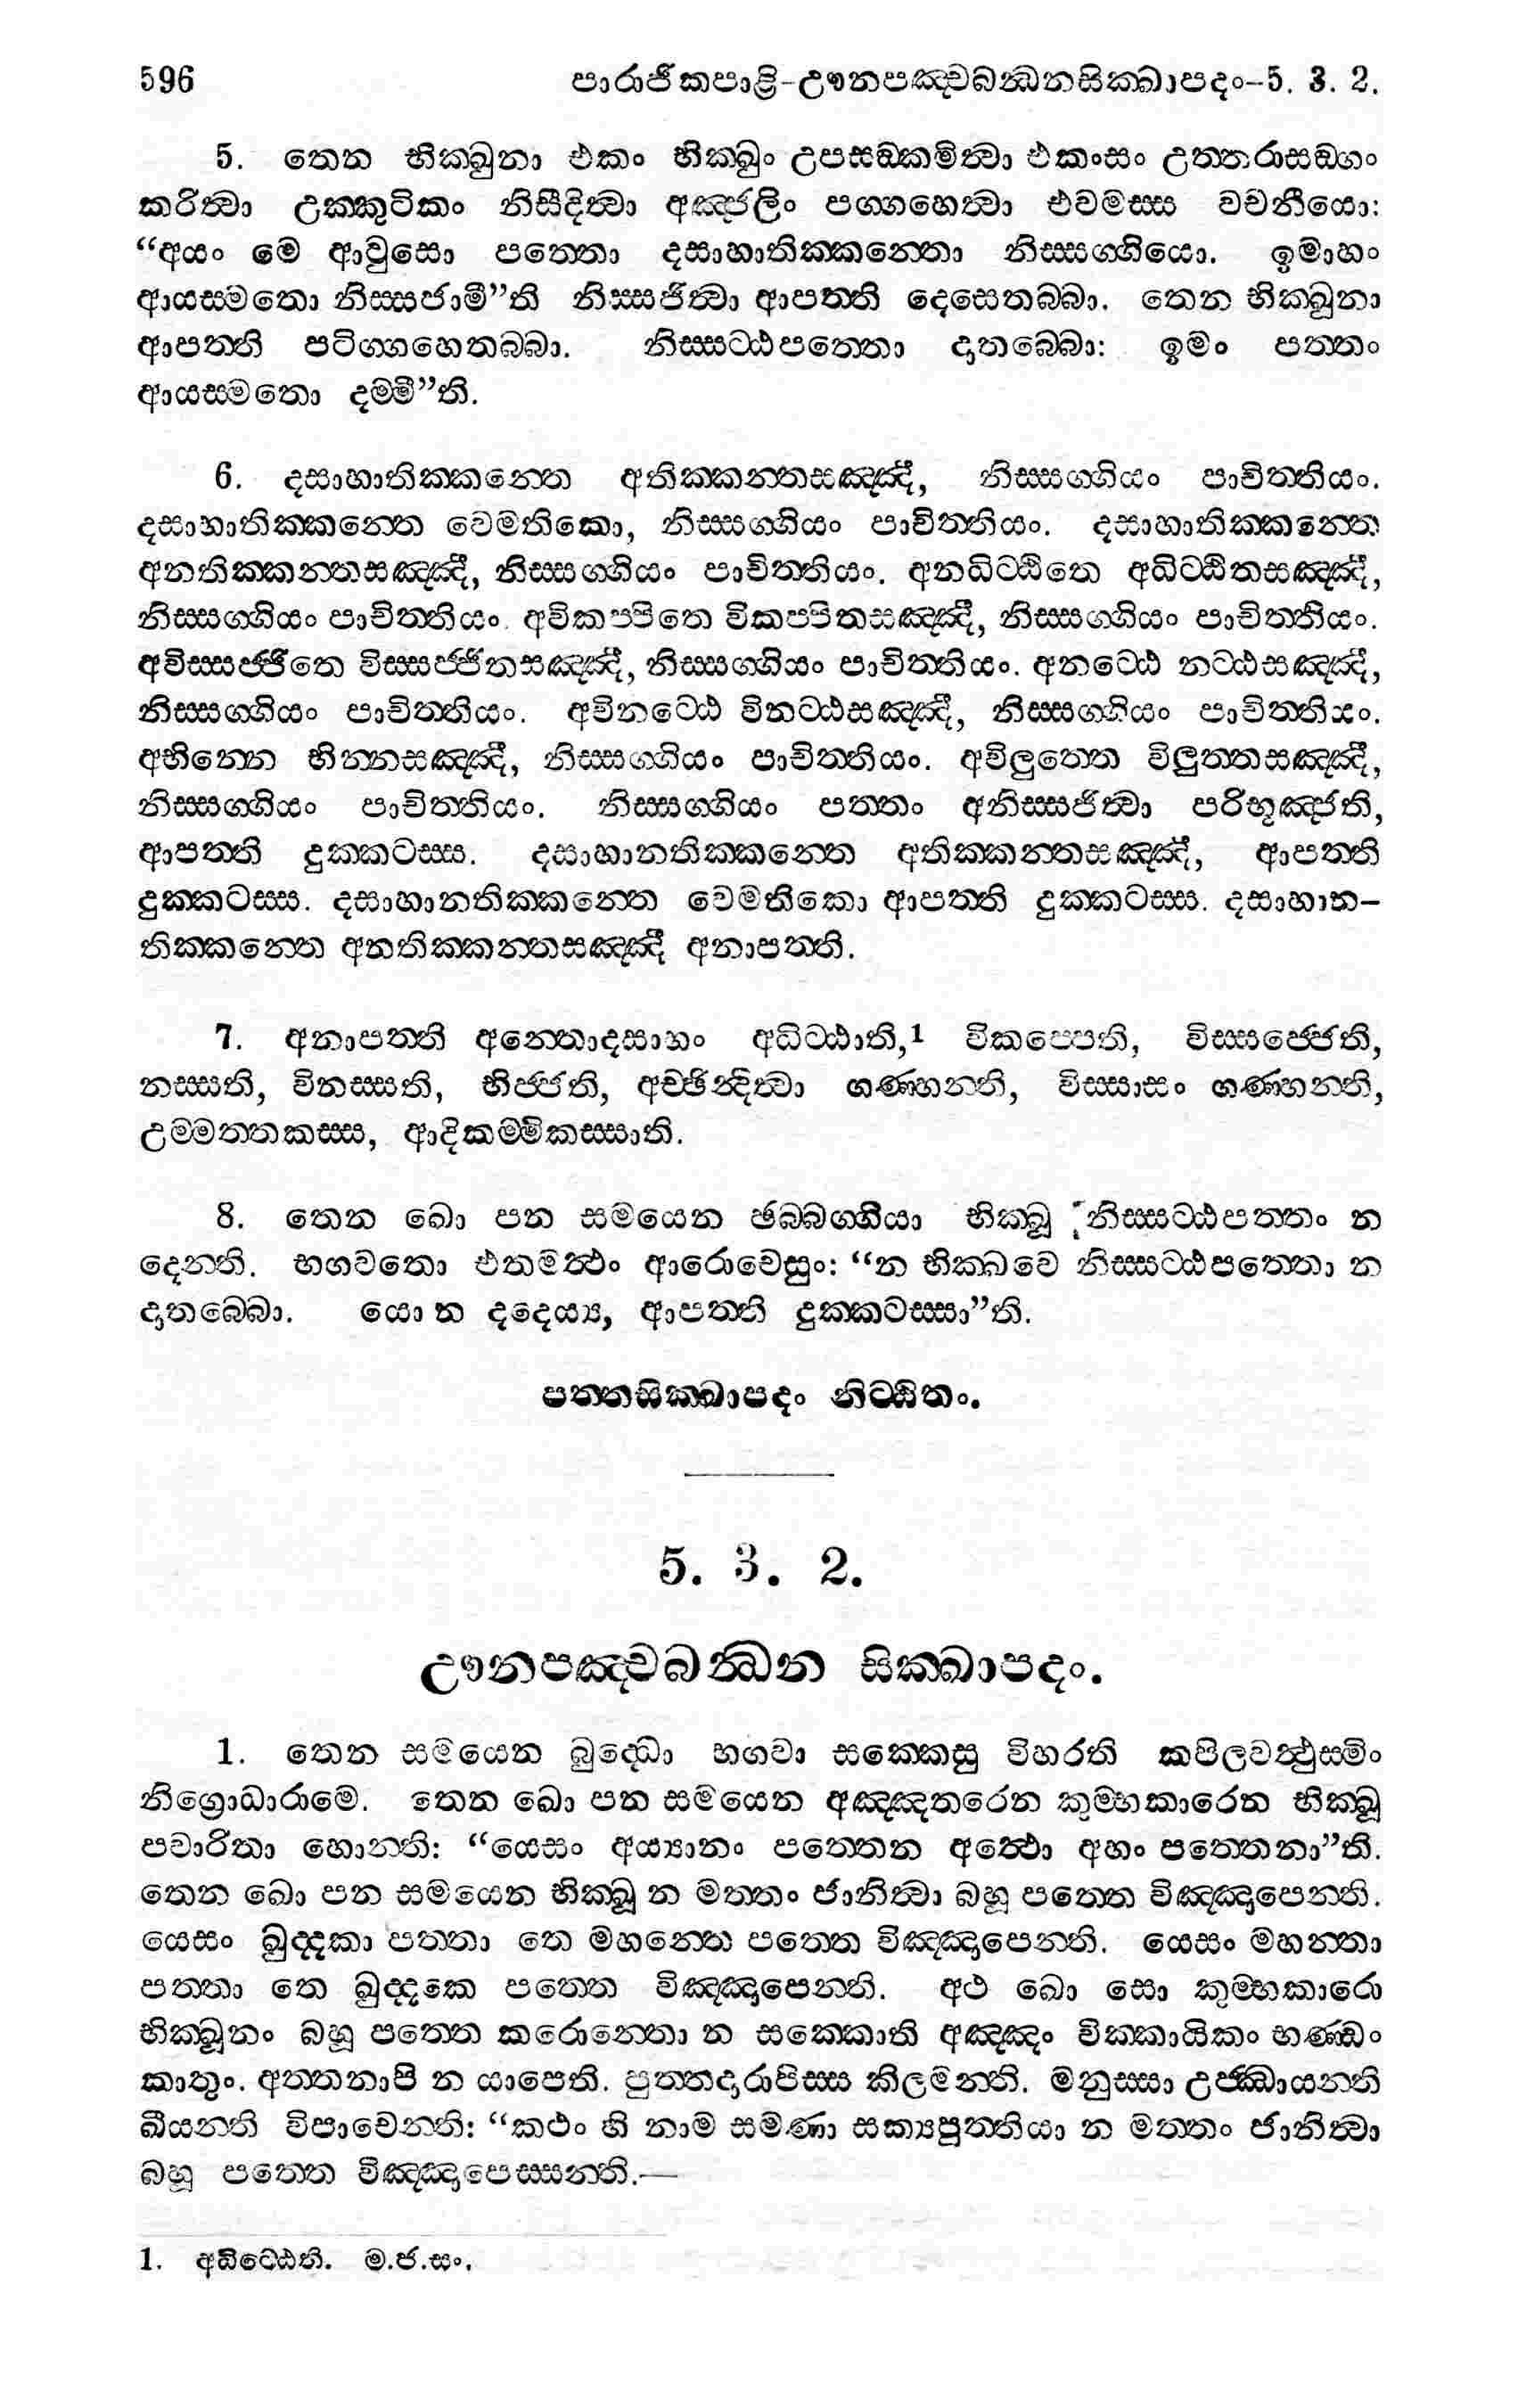 596 පාරාජිකපාළි-ඌනපඤ්චබන්ධනසික්ඛාපදං-5. 3. 2.
5. තෙන භික්ඛුනා එකං භික්ඛුං උපසඞ්කමිත්වා එකංසං උත්තරාසඞ්ගං
කරිත්වා උක්කුටිකං නිසීදිත්වා අඤ්ජලිං පග්ගහෙත්වා එවමස්ස වචනීයො:
“අයං මෙ ආවුසො පත්තො දසාහාතික්කන්තො නිස්සග්ගියො. ඉමාහං
ආයස්මතො නිස්සජාමී”ති නිස්සජිත්වා ආපත්ති දෙසෙතබ්බා. තෙන භික්ඛුනා
ආපත්ති පටිග්ගහෙතබ්බා. නිස්සට්ඨපත්තො දාතබ්බො: ඉමං පත්තං
ආයස්මතො දම්මී”ති.
6. දසාහාතික්කන්තෙ අතික්කන්තසඤ්ඤී, නිස්සග්ගියං පාචිත්තියං.
දසාහාතික්කන්තෙ වෙමතිකො, නිස්සග්ගියං පාචිත්තියං. දසාහාතික්කන්තෙ
අනතික්කන්තසඤ්ඤී, නිස්සග්ගියං පාචිත්තියං. අනධිට්ඨිතෙ අධිට්ඨිතසඤ්ඤී,
නිස්සග්ගියං පාචිත්තියං. අවිකප්පිතෙ විකප්පිතසඤ්ඤී, නිස්සග්ගියං පාචිත්තියං.
අවිස්සජ්ජිතෙ විස්සජ්ජිතසඤ්ඤී, නිස්සග්ගියං පාචිත්තියං. අනට්ඨෙ නට්ඨසඤ්ඤී,
නිස්සග්ගියං පාචිත්තියං. අවිනට්ඨෙ විනට්ඨසඤ්ඤී, නිස්සග්ගියං පාචිත්තියං.
අභින්නෙ භින්නසඤ්ඤී, නිස්සග්ගියං පාචිත්තියං. අවිලුත්තෙ විලුත්තසඤ්ඤී,
නිස්සග්ගියං පාචිත්තියං. නිස්සග්ගියං පත්තං අනිස්සජිත්වා පරිභුඤ්ජති,
ආපත්ති දුක්කටස්ස. දසාහානතික්කන්තෙ අතික්කන්තසඤ්ඤී, ආපත්ති
දුක්කටස්ස. දසාහානතික්කන්තෙ වෙමතිකො ආපත්ති දුක්කටස්ස. දසාහාන-
තික්කන්තෙ අනතික්කන්තසඤ්ඤී අනාපත්ති.
7. අනාපත්ති අන්තොදසාහං අධිට්ඨාති,1 විකප්පෙති, විස්සජ්ජෙති,
නස්සති, විනස්සති, භිජ්ජති, අච්ඡින්දිත්වා ගණ්හන්ති, විස්සාසං ගණ්හන්ති,
උම්මත්තකස්ස, ආදිකම්මිකස්සාති.
8. තෙන ඛො පන සමයෙන ඡබ්බග්ගියා භික්ඛූ නිස්සට්ඨපත්තං න
දෙන්ති. භගවතො එතමත්ථං ආරොචෙසුං: “න භික්ඛවෙ නිස්සට්ඨපත්තො න
දාතබ්බො. යො න දදෙය්‍ය, ආපත්ති දුක්කටස්සා”ති.
පත්තසික්ඛාපදං නිට්ඨිතං.
5. 3. 2.
ඌනපඤ්චබන්ධන සික්ඛාපදං.
1. තෙන සමයෙන බුද්ධො භගවා සක්කෙසු විහරති කපිලවත්ථුස්මිං
නිග්‍රොධාරාමෙ. තෙන ඛො පන සමයෙන අඤ්ඤතරෙන කුම්භකාරෙන භික්ඛූ
පවාරිතා හොන්ති: “යෙසං අය්‍යානං පත්තෙන අත්ථො අහං පත්තෙනා”ති.
තෙන ඛො පන සමයෙන භික්ඛූ න මත්තං ජානිත්වා බහූ පත්තෙ විඤ්ඤාපෙන්ති.
යෙසං ඛුද්දකා පත්තා තෙ මහන්තෙ පත්තෙ විඤ්ඤාපෙන්ති. යෙසං මහන්තා
පත්තා තෙ ඛුද්දකෙ පත්තෙ විඤ්ඤාපෙන්ති. අථ ඛො සො කුම්භකාරො
භික්ඛූනං බහූ පත්තෙ කරොන්තො න සක්කොති අඤ්ඤං වික්කායිකං භණ්ඩං
කාතුං. අත්තනාපි න යාපෙති. පුත්තදාරාපිස්ස කිලමන්ති. මනුස්සා උජ්ඣායන්ති
ඛීයන්ති විපාචෙන්ති: “කථං හි නාම සමණා සක්‍යපුත්තියා න මත්තං ජානිත්වා
බහූ පත්තෙ විඤ්ඤාපෙස්සන්ති.—
1. අධිට්ඨෙති. ම.ජ.සං.